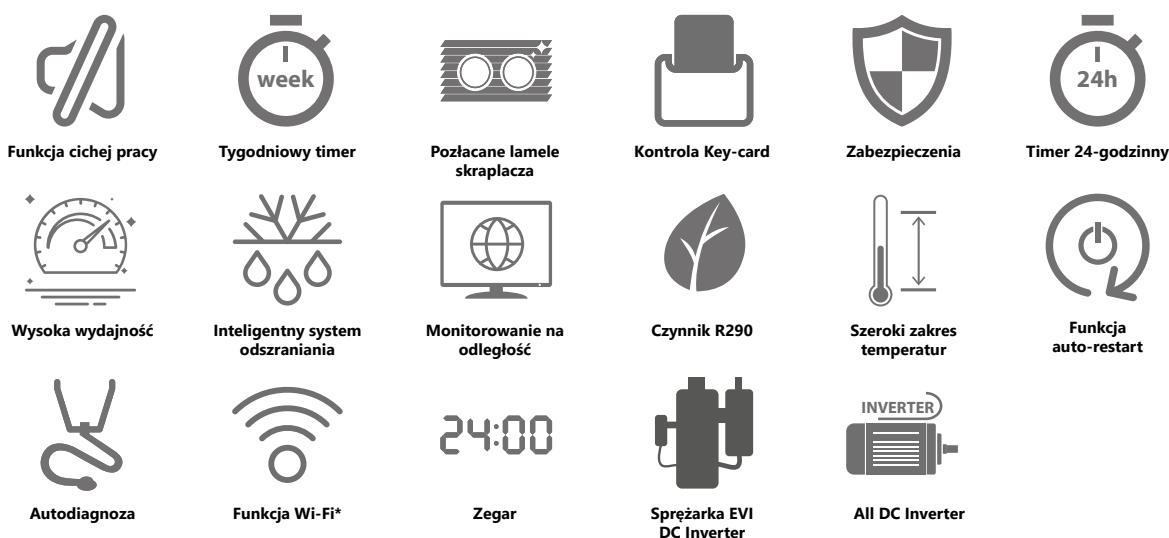 week
24h
Funkcja cichej pracy
Tygodniowy timer
Pozłacane lamele
skraplacza
Kontrola Key-card
Zabezpieczenia
Timer 24-godzinny
Wysoka wydajność
Inteligentny system
odszraniania
Monitorowanie na
odległość
Czynnik R290
Szeroki zakres
temperatur
Funkcja
auto-restart
24:00
INVERTER
Autodiagnoza
Funkcja Wi-Fi*
Zegar
Sprężarka EVI
DC Inverter
All DC Inverter